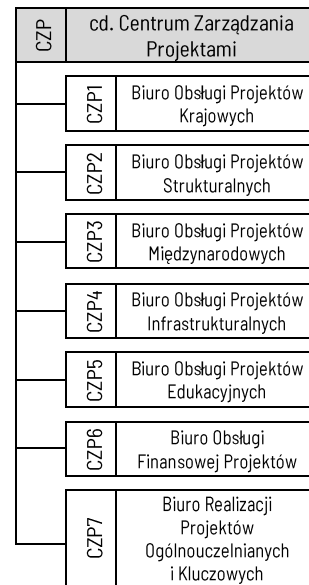 CZP
cd. Centrum Zarządzania
Projektami
CZP1
Biuro Obsługi Projektów
Krajowych
CZP2
Biuro Obsługi Projektów
Strukturalnych
CZP3
Biuro Obsługi Projektów
Międzynarodowych
CZP4
Biuro Obsługi Projektów
Infrastrukturalnych
CZP5
Biuro Obsługi Projektów
Edukacyjnych
CZP6
Biuro Obsługi
Finansowej Projektów
CZP7
Biuro Realizacji
Projektów
Ogólnouczelnianych
i Kluczowych